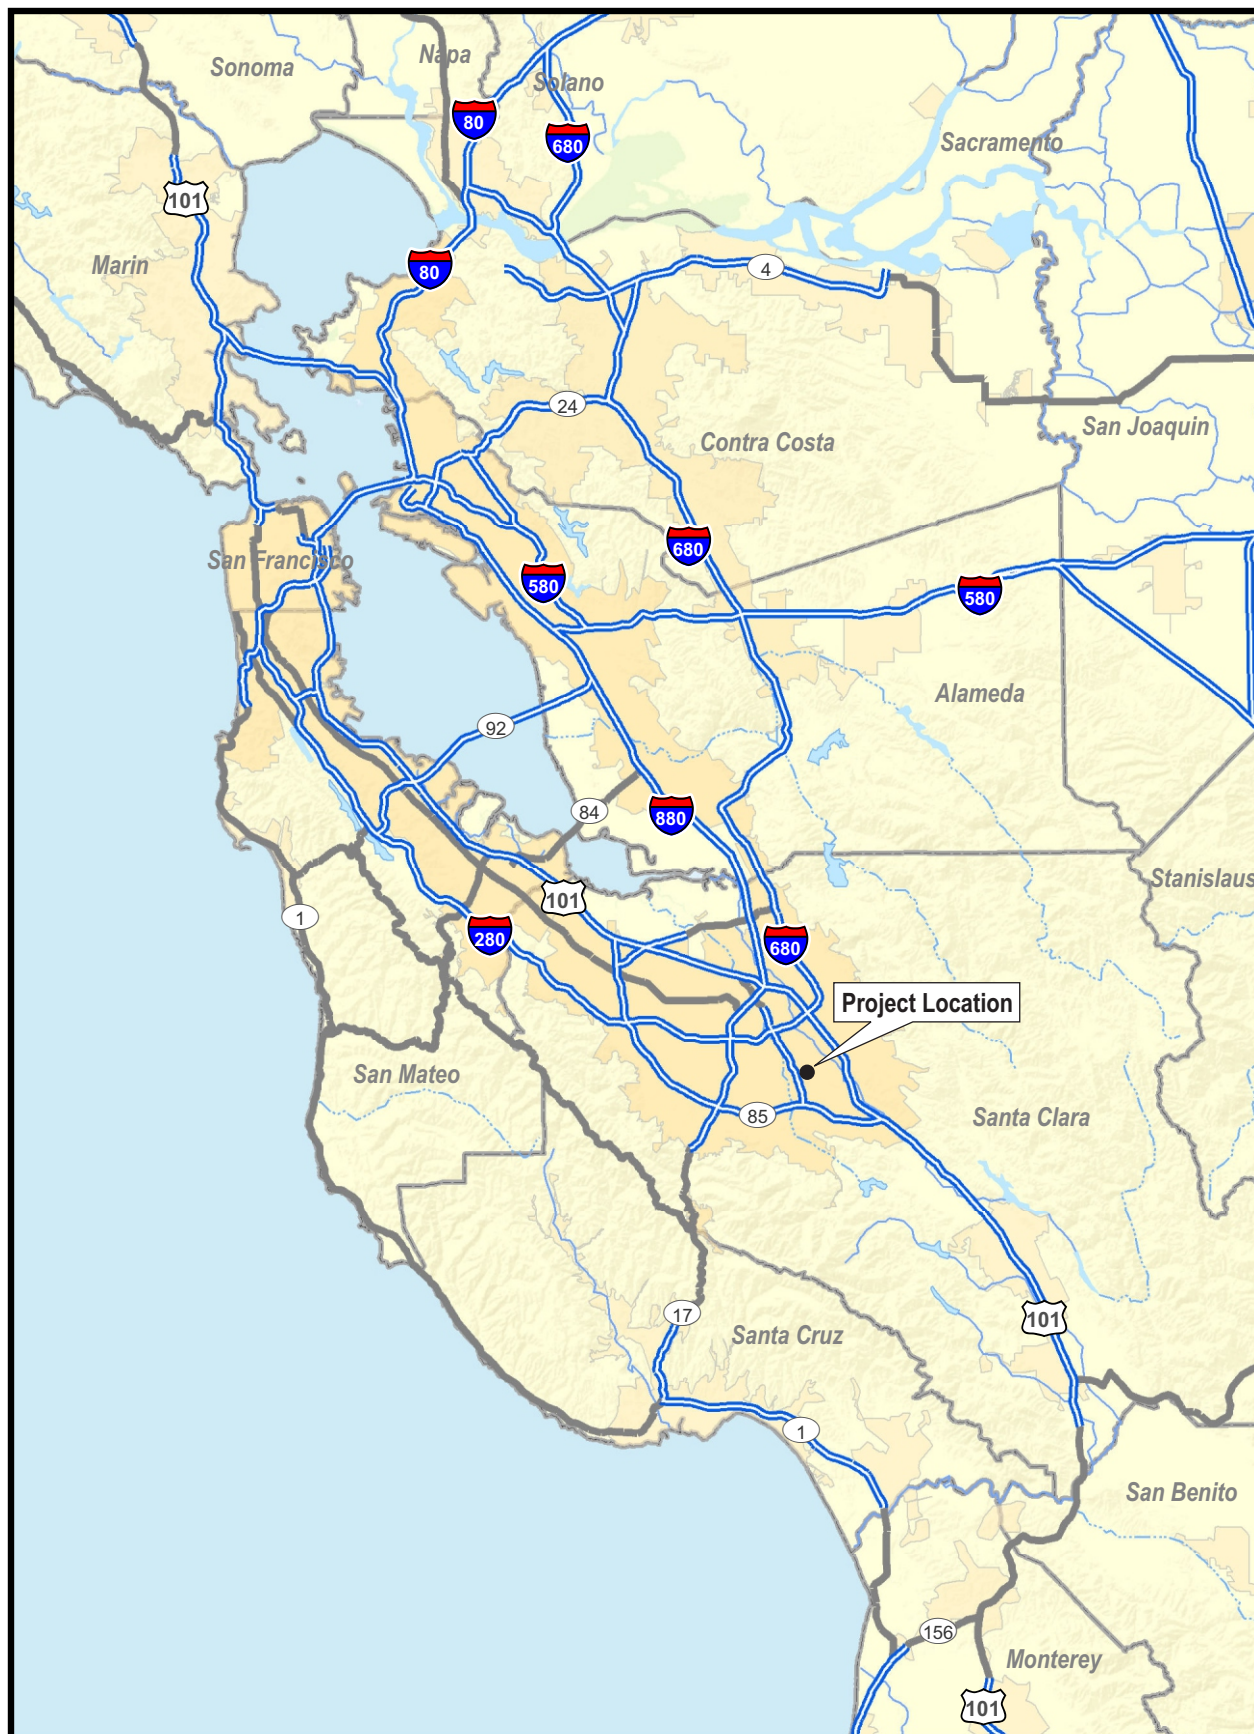 Sonoma
Napa
Solano
80
680
Sacramento
101
Marin
80
4
24
Contra Costa
San Joaquin
San Francisco
680
580
580
Alameda
92
84
880
Stanislaus
1
101
280
680
Project Location
San Mateo
85
Santa Clara
17
Santa Cruz
101
1
San Benito
156
Monterey
101